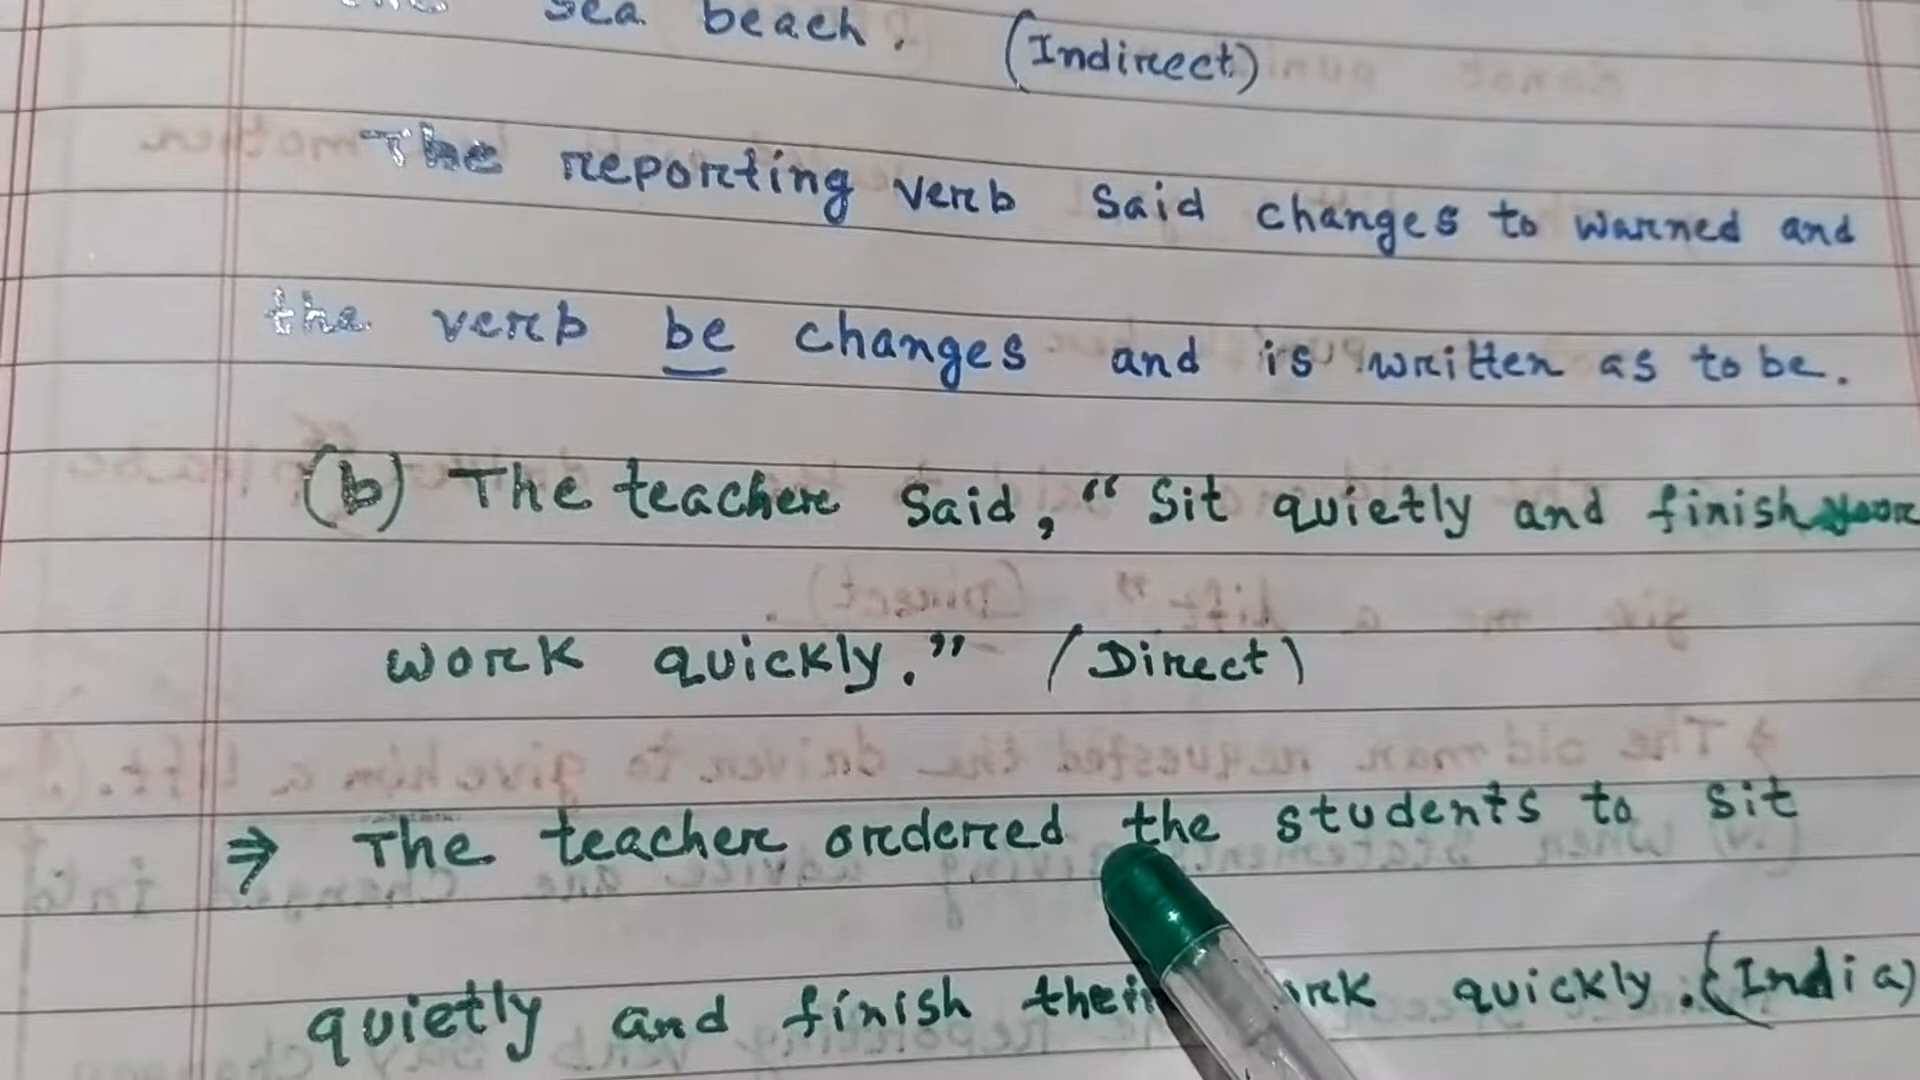 sea beach. (Indirect)
The reporting verb said changes to warned and
the verb be changes and is written as to be.
(b) The teacher said, “Sit quietly and finish your
work quickly.” (Direct)
⇒ The teacher ordered the students to sit
quietly and finish their quickly. (India)